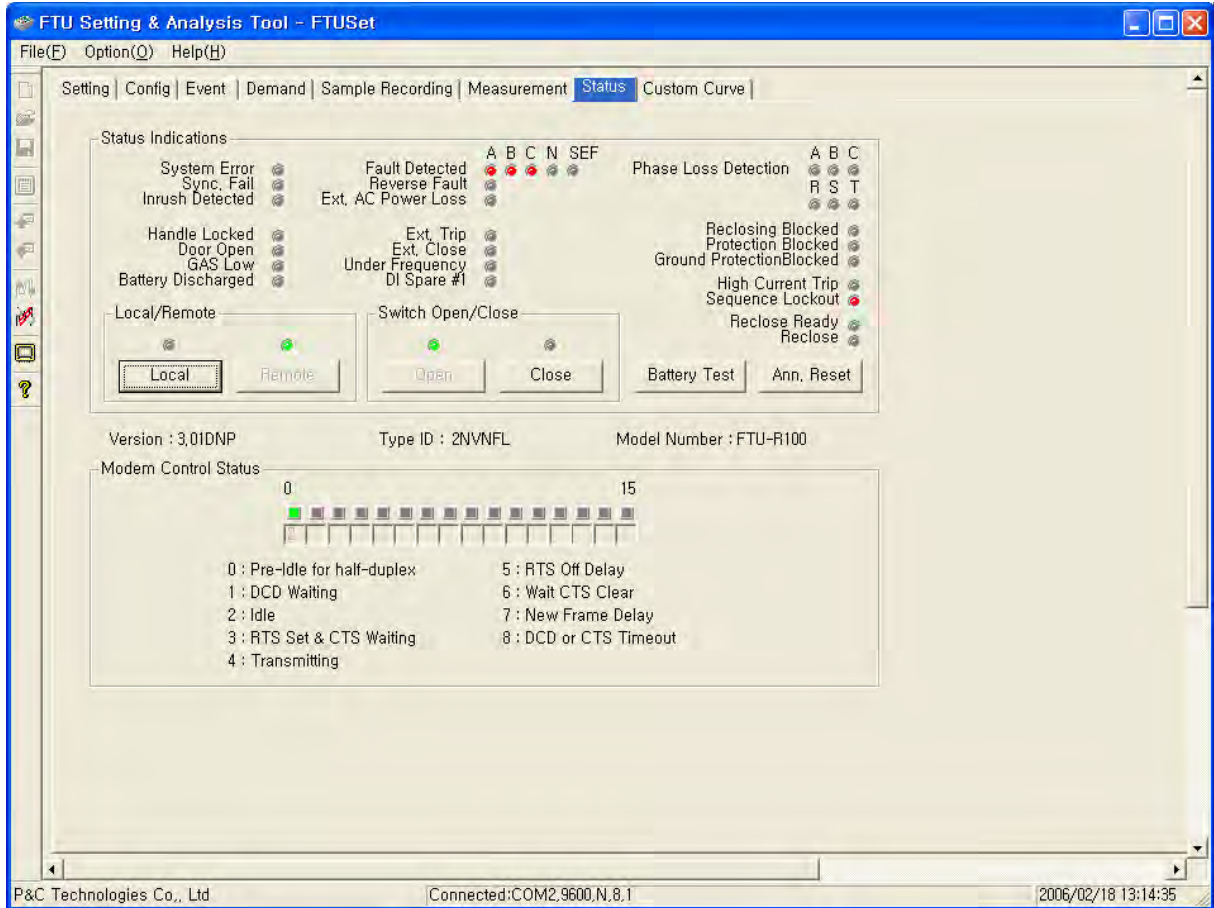 FTU Setting & Analysis Tool - FTUSet
File(F) Option(O) Help(H)
Setting Config Event Demand Sample Recording Measurement Status Custom Curve
Status Indications
System Error
Sync, Fail
Inrush Detected
Handle Locked
Door Open
GAS Low
Battery Discharged
A B C N SEF
Fault Detected
Reverse Fault
Ext, AC Power Loss
Ext, Trip
Ext, Close
Under Frequency
DI Spare #1
A B C
Phase Loss Detection
R S T
Reclosing Blocked
Protection Blocked
Ground ProtectionBlocked
High Current Trip
Sequence Lockout
Reclose Ready
Reclose
Local/Remote
Local Remote
Switch Open/Close
Open Close
Battery Test Ann, Reset
Version : 3,01DNP Type ID : 2NVNFL Model Number : FTU-R100
Modem Control Status
0 15
0 : Pre-Idle for half-duplex
1 : DCD Waiting
2 : Idle
3 : RTS Set & CTS Waiting
4 : Transmitting
5 : RTS Off Delay
6 : Wait CTS Clear
7 : New Frame Delay
8 : DCD or CTS Timeout
P&C Technologies Co,, Ltd Connected:COM2,9600,N,8,1 2006/02/18 13:14:35